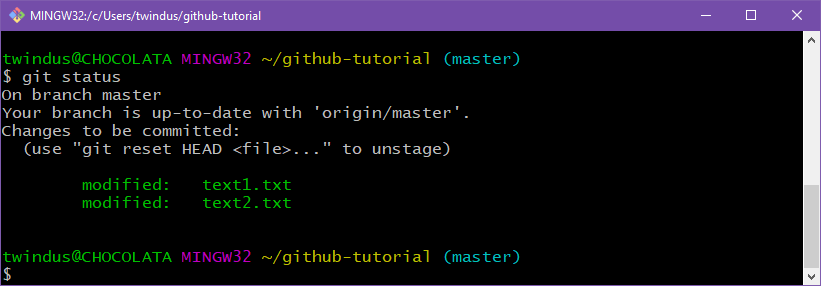 MINGW32:/c/Users/twindus/github-tutorial
twindus@CHOCOLATA MINGW32 ~/github-tutorial (master)
$ git status
On branch master
Your branch is up-to-date with 'origin/master'.
Changes to be committed:
  (use "git reset HEAD <file>..." to unstage)
        modified:   text1.txt
        modified:   text2.txt
twindus@CHOCOLATA MINGW32 ~/github-tutorial (master)
$